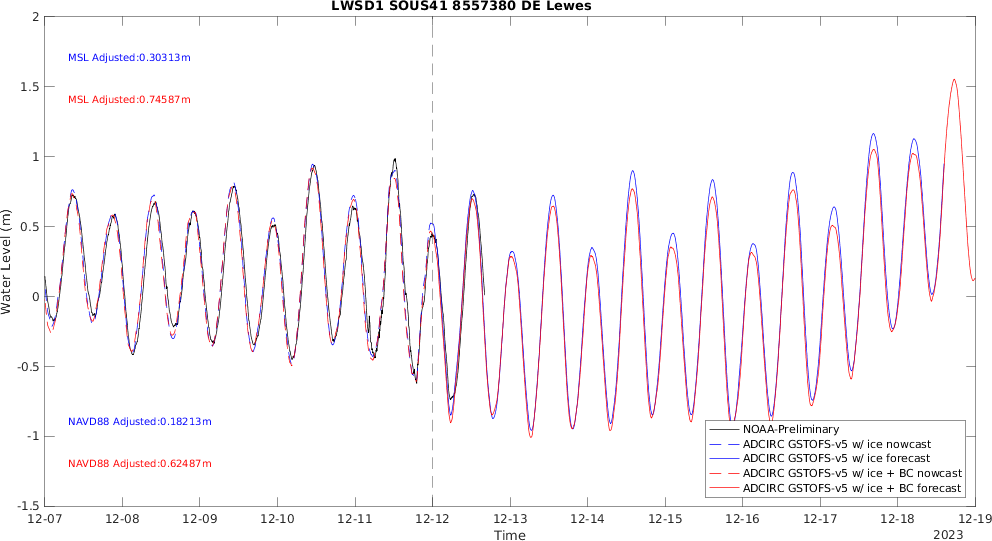 LWSD1 SOUS41 8557380 DE Lewes
2
1.5
1
0.5
0
-0.5
-1
-1.5
Water Level (m)
MSL Adjusted:0.30313m
MSL Adjusted:0.74587m
NAVD88 Adjusted:0.18213m
NAVD88 Adjusted:0.62487m
NOAA-Preliminary
ADCIRC GSTOFS-v5 w/ ice nowcast
ADCIRC GSTOFS-v5 w/ ice forecast
ADCIRC GSTOFS-v5 w/ ice + BC nowcast
ADCIRC GSTOFS-v5 w/ ice + BC forecast
12-07 12-08 12-09 12-10 12-11 12-12 12-13 12-14 12-15 12-16 12-17 12-18 12-19
Time
2023